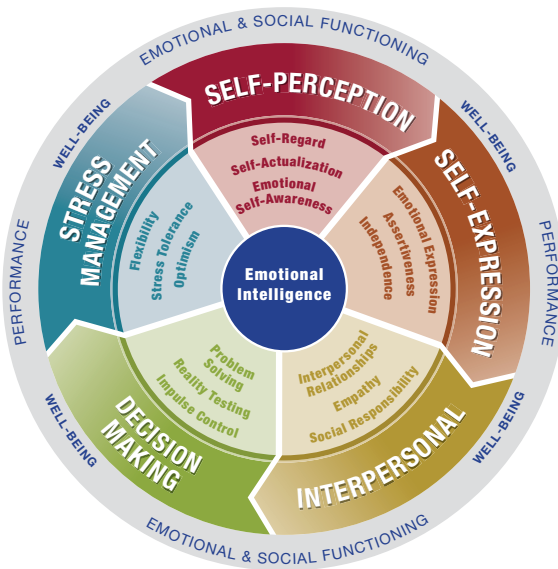 EMOTIONAL & SOCIAL FUNCTIONING
WELL-BEING
WELL-BEING
PERFORMANCE
PERFORMANCE
WELL-BEING
WELL-BEING
EMOTIONAL & SOCIAL FUNCTIONING
SELF-PERCEPTION
Self-Regard
Self-Actualization
Emotional
Self-Awareness
SELF-EXPRESSION
Emotional Expression
Assertiveness
Independence
INTERPERSONAL
Interpersonal
Relationships
Empathy
Social Responsibility
DECISION
MAKING
Problem
Solving
Reality Testing
Impulse Control
STRESS
MANAGEMENT
Flexibility
Stress Tolerance
Optimism
Emotional
Intelligence